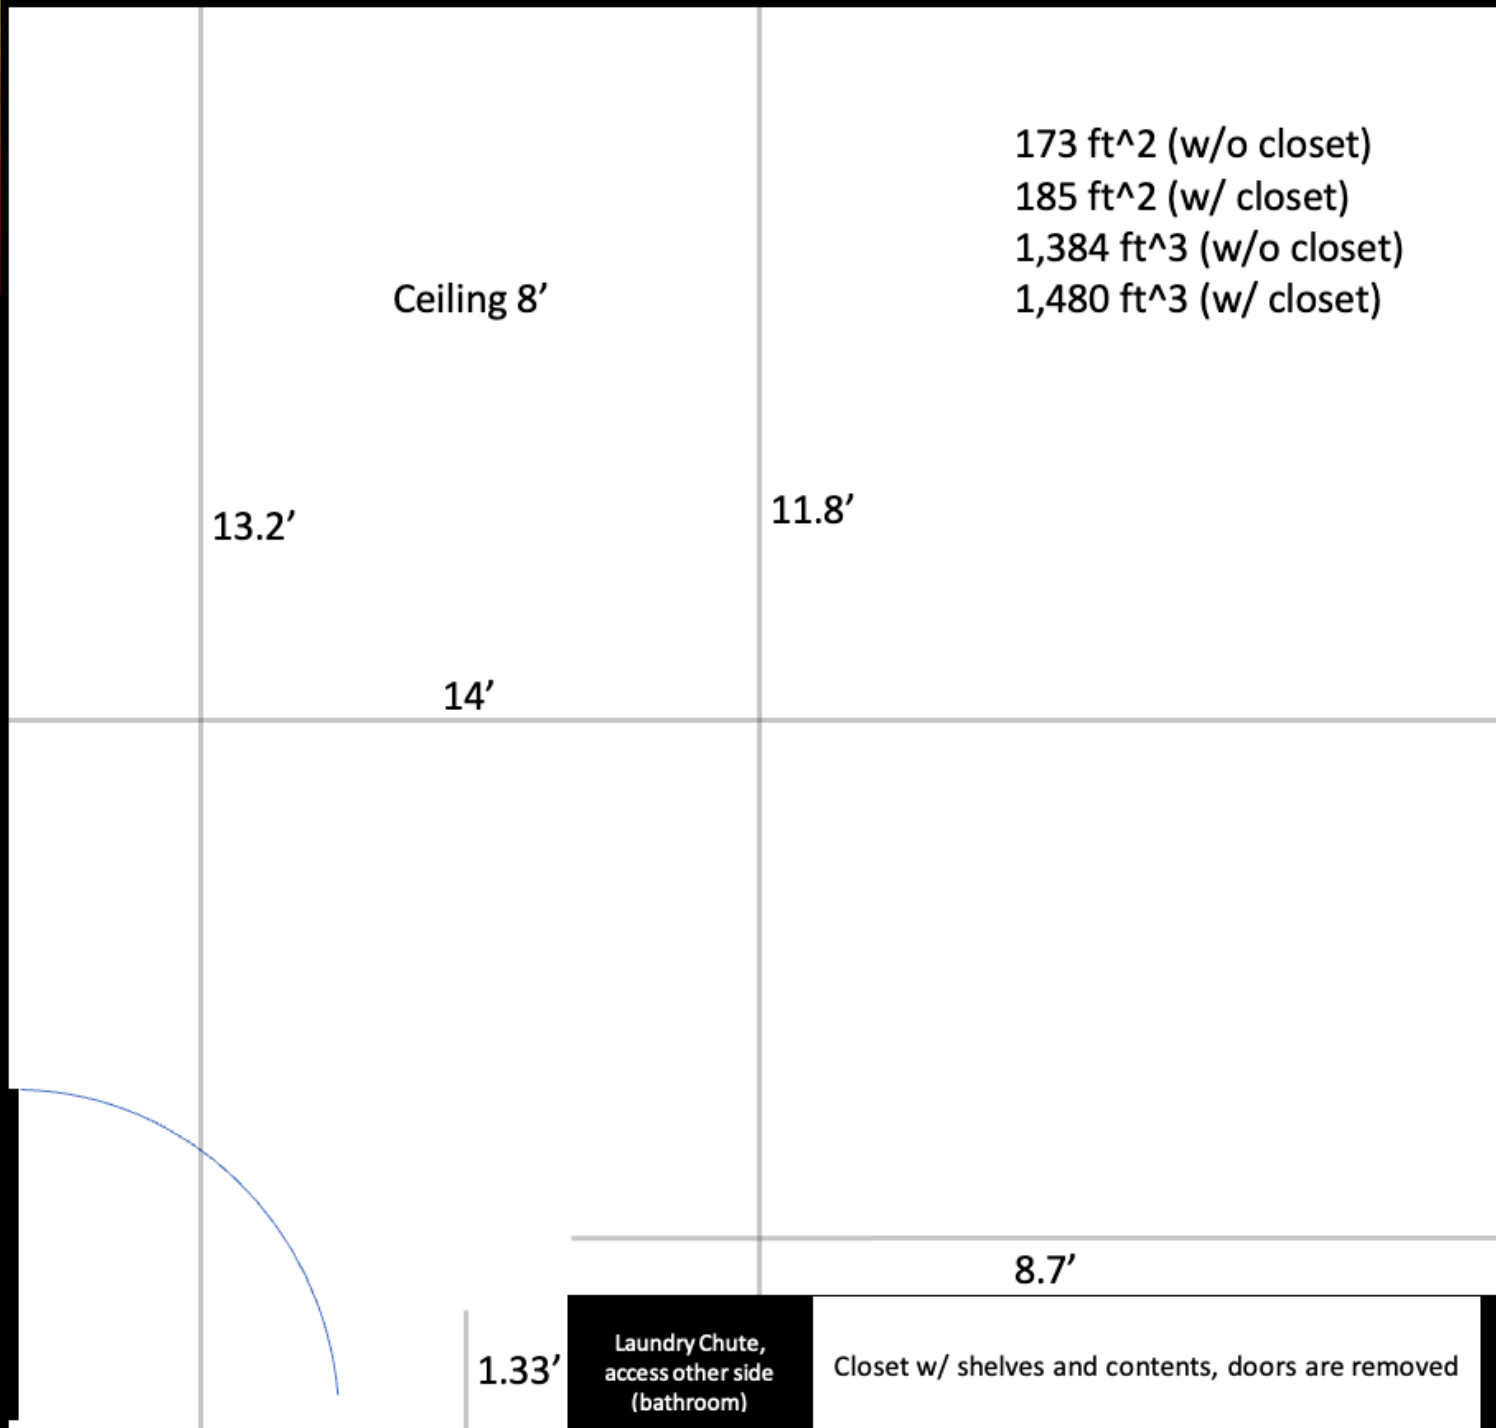 173 ft^2 (w/o closet)
185 ft^2 (w/ closet)
1,384 ft^3 (w/o closet)
1,480 ft^3 (w/ closet)
Ceiling 8’
13.2’
11.8’
14’
8.7’
1.33’
Laundry Chute,
access other side
(bathroom)
Closet w/ shelves and contents, doors are removed